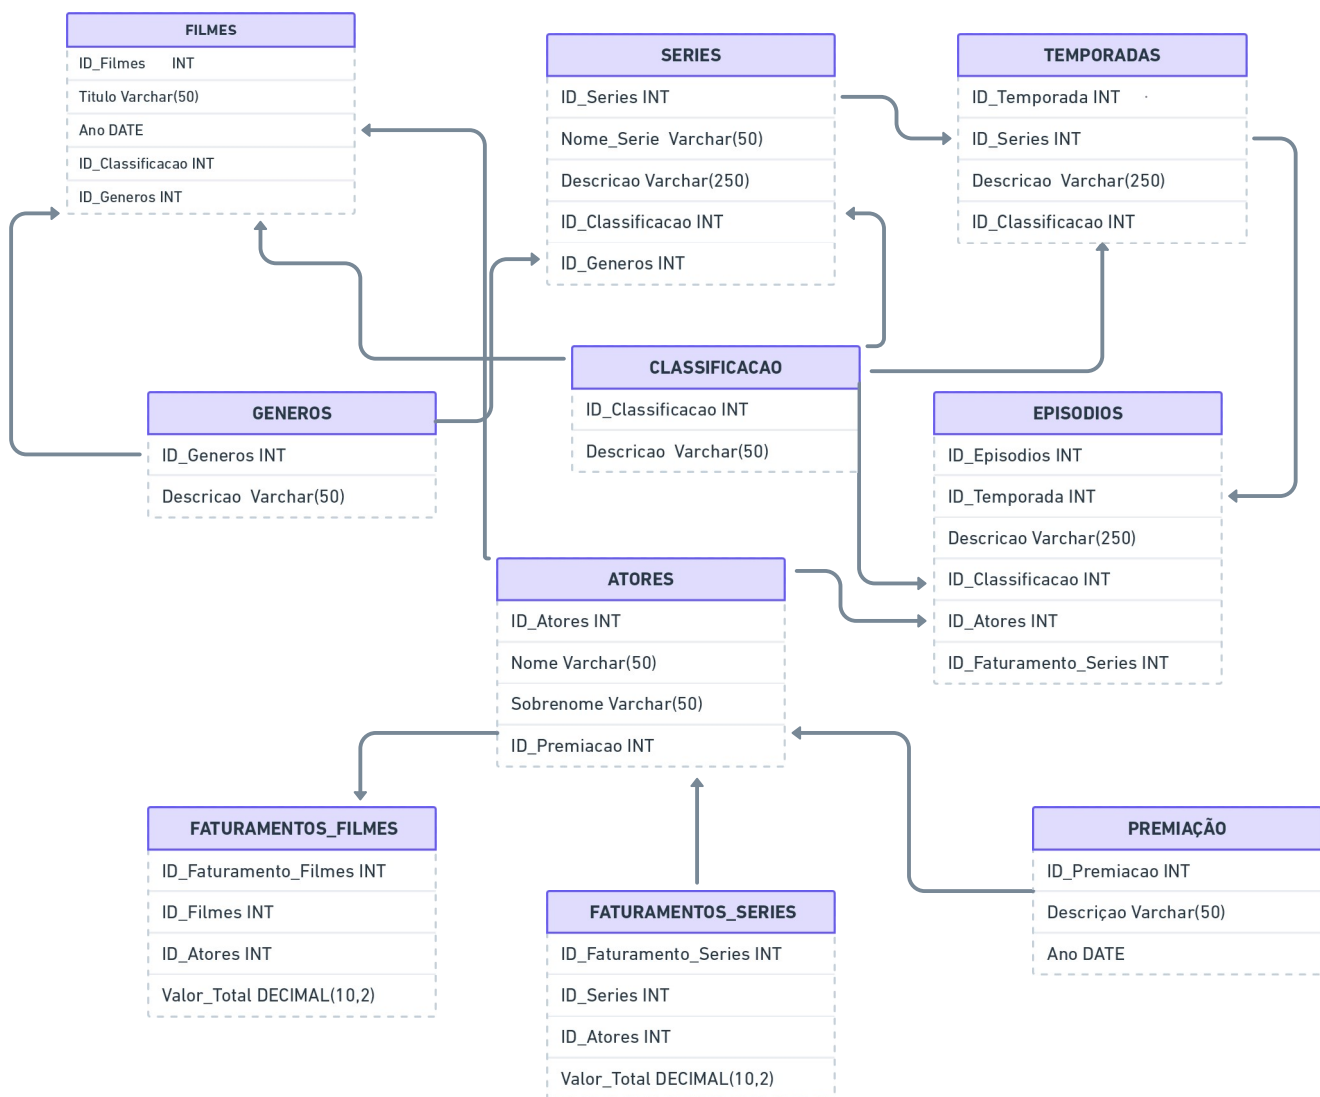 FILMES
ID_Filmes INT
Titulo Varchar(50)
Ano DATE
ID_Classificacao INT
ID_Generos INT
SERIES
ID_Series INT
Nome_Serie Varchar(50)
Descricao Varchar(250)
ID_Classificacao INT
ID_Generos INT
TEMPORADAS
ID_Temporada INT
ID_Series INT
Descricao Varchar(250)
ID_Classificacao INT
GENEROS
ID_Generos INT
Descricao Varchar(50)
CLASSIFICACAO
ID_Classificacao INT
Descricao Varchar(50)
EPISODIOS
ID_Episodios INT
ID_Temporada INT
Descricao Varchar(250)
ID_Classificacao INT
ID_Atores INT
ID_Faturamento_Series INT
ATORES
ID_Atores INT
Nome Varchar(50)
Sobrenome Varchar(50)
ID_Premiacao INT
FATURAMENTOS_FILMES
ID_Faturamento_Filmes INT
ID_Filmes INT
ID_Atores INT
Valor_Total DECIMAL(10,2)
FATURAMENTOS_SERIES
ID_Faturamento_Series INT
ID_Series INT
ID_Atores INT
Valor_Total DECIMAL(10,2)
PREMIAÇÃO
ID_Premiacao INT
Descriçao Varchar(50)
Ano DATE